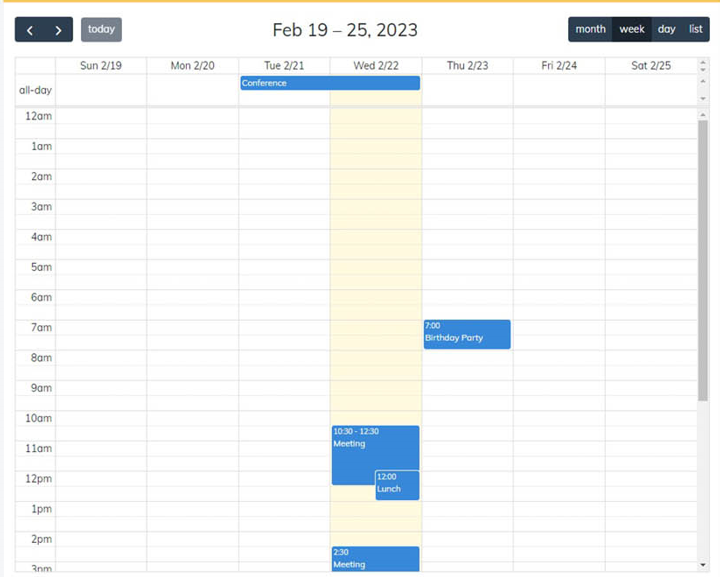 today
Feb 19 – 25, 2023
month week day list
Sun 2/19 Mon 2/20 Tue 2/21 Wed 2/22 Thu 2/23 Fri 2/24 Sat 2/25
all-day
Conference
12am
1am
2am
3am
4am
5am
6am
7am
7:00
Birthday Party
8am
9am
10am
10:30 - 12:30
Meeting
11am
12pm
12:00
Lunch
1pm
2pm
2:30
Meeting
3pm